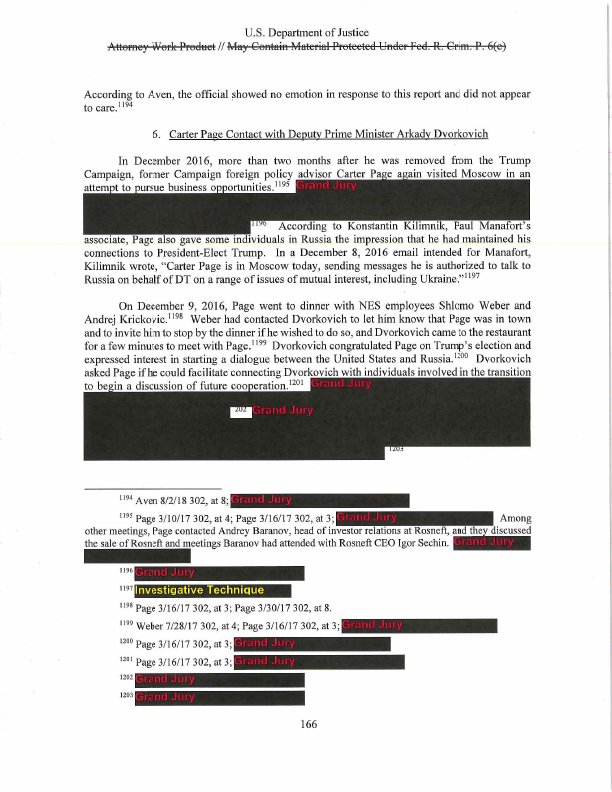 U.S. Department of Justice
Attorney Work Product // May Contain Material Protected Under Fed. R. Crim. P. 6(e)
According to Aven, the official showed no emotion in response to this report and did not appear
to care.1194
6. Carter Page Contact with Deputy Prime Minister Arkady Dvorkovich
In December 2016, more than two months after he was removed from the Trump
Campaign, former Campaign foreign policy advisor Carter Page again visited Moscow in an
attempt to pursue business opportunities.1195 Grand Jury
1196 According to Konstantin Kilimnik, Paul Manafort's
associate, Page also gave some individuals in Russia the impression that he had maintained his
connections to President-Elect Trump. In a December 8, 2016 email intended for Manafort,
Kilimnik wrote, "Carter Page is in Moscow today, sending messages he is authorized to talk to
Russia on behalf of DT on a range of issues of mutual interest, including Ukraine."1197
On December 9, 2016, Page went to dinner with NES employees Shlomo Weber and
Andrej Krickovic.1198 Weber had contacted Dvorkovich to let him know that Page was in town
and to invite him to stop by the dinner if he wished to do so, and Dvorkovich came to the restaurant
for a few minutes to meet with Page.1199 Dvorkovich congratulated Page on Trump's election and
expressed interest in starting a dialogue between the United States and Russia.1200 Dvorkovich
asked Page if he could facilitate connecting Dvorkovich with individuals involved in the transition
to begin a discussion of future cooperation.1201 Grand Jury
202 Grand Jury
1203
1194 Aven 8/2/18 302, at 8; Grand Jury
1195 Page 3/10/17 302, at 4; Page 3/16/17 302, at 3; Grand Jury Among
other meetings, Page contacted Andrey Baranov, head of investor relations at Rosneft, and they discussed
the sale of Rosneft and meetings Baranov had attended with Rosneft CEO Igor Sechin. Grand Jury
1196 Grand Jury
1197 Investigative Technique
1198 Page 3/16/17 302, at 3; Page 3/30/17 302, at 8.
1199 Weber 7/28/17 302, at 4; Page 3/16/17 302, at 3; Grand Jury
1200 Page 3/16/17 302, at 3; Grand Jury
1201 Page 3/16/17 302, at 3; Grand Jury
1202 Grand Jury
1203 Grand Jury
166